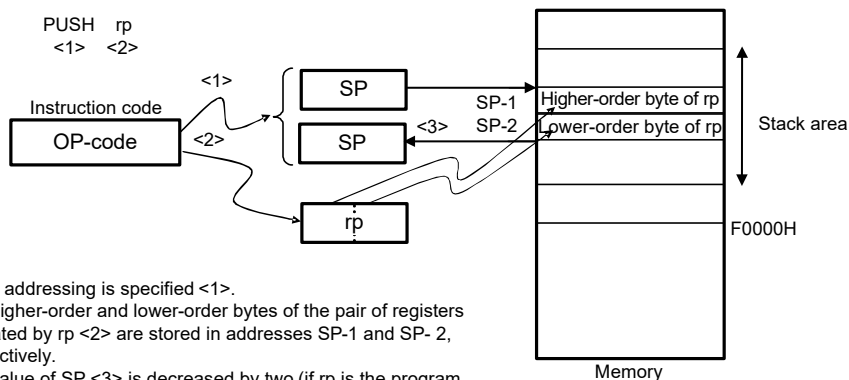 PUSH rp
<1> <2>
<1>
SP
SP-1
Higher-order byte of rp
Instruction code
OP-code
<2>
SP
<3>
SP-2
Lower-order byte of rp
Stack area
rp
F0000H
addressing is specified <1>.
igher-order and lower-order bytes of the pair of registers
ted by rp <2> are stored in addresses SP-1 and SP- 2,
ctively.
alue of SP <3> is decreased by two (if rp is the program
Memory